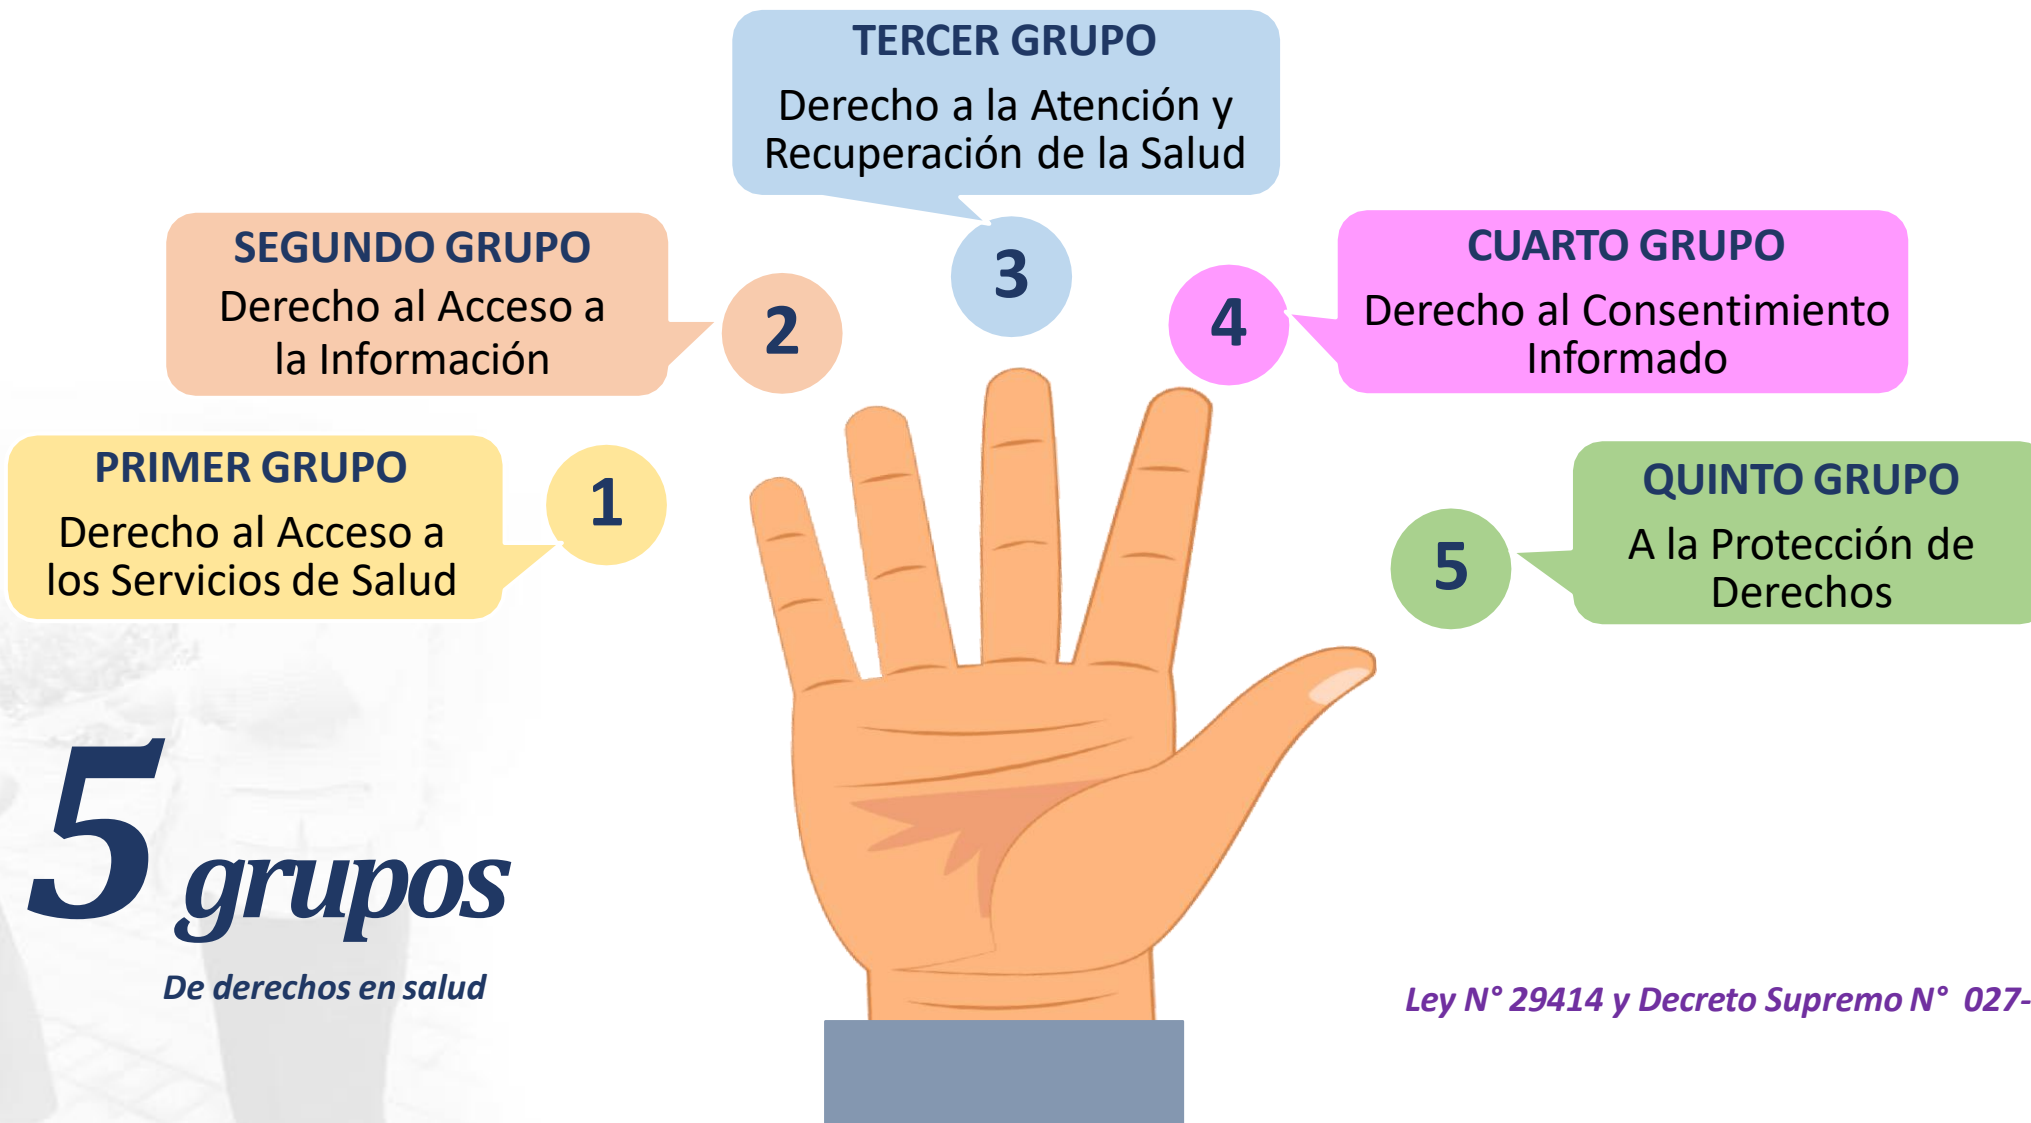 TERCER GRUPO
Derecho a la Atención y
Recuperación de la Salud
3
SEGUNDO GRUPO
Derecho al Acceso a
la Información
2
CUARTO GRUPO
Derecho al Consentimiento
Informado
4
PRIMER GRUPO
Derecho al Acceso a
los Servicios de Salud
1
QUINTO GRUPO
A la Protección de
Derechos
5
5 grupos
De derechos en salud
Ley N° 29414 y Decreto Supremo N° 027-